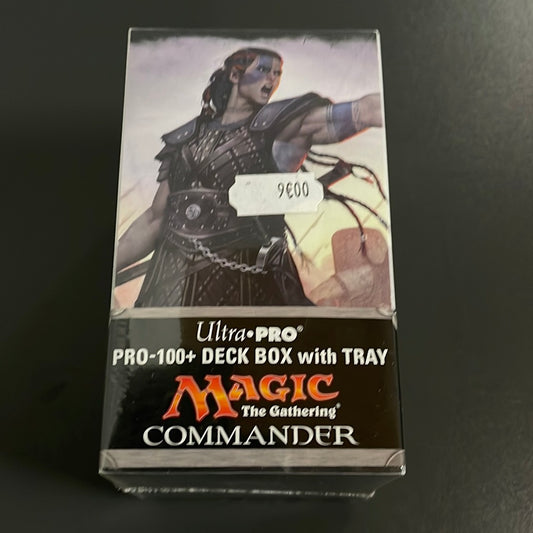 9€00
Ultra•PRO®
PRO-100+ DECK BOX with TRAY
MAGIC
The Gathering®
COMMANDER